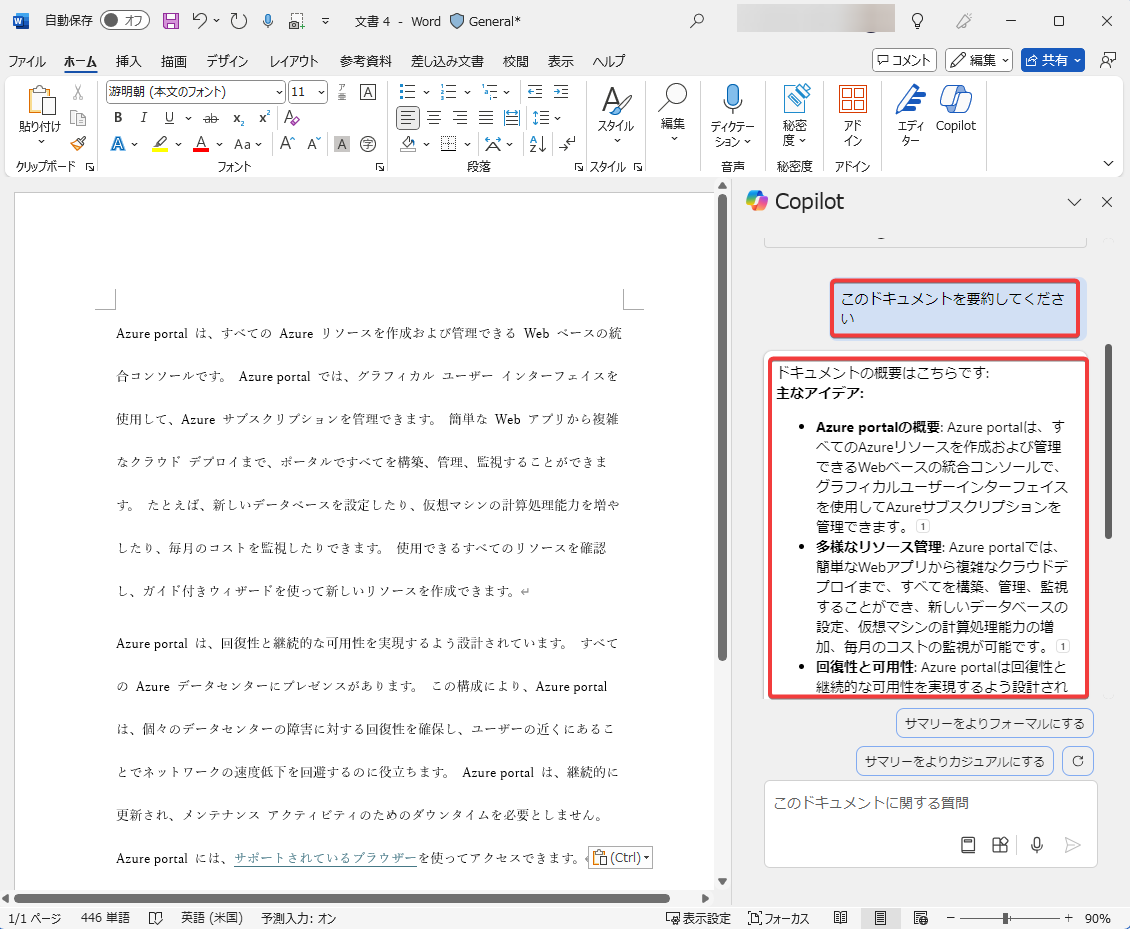 自動保存 オフ 文書 4 - Word General*
ファイル ホーム 挿入 描画 デザイン レイアウト 参考資料 差し込み文書 校閲 表示 ヘルプ コメント 編集 共有
游明朝 (本文のフォント) 11
貼り付け スタイル 編集 ディクテーション 秘密度 アドイン エディター Copilot
クリップボード フォント 段落 スタイル 音声 秘密度 アドイン
Azure portal は、すべての Azure リソースを作成および管理できる Web ベースの統
合コンソールです。 Azure portal では、グラフィカル ユーザー インターフェイスを
使用して、Azure サブスクリプションを管理できます。 簡単な Web アプリから複雑
なクラウド デプロイまで、ポータルですべてを構築、管理、監視することができま
す。 たとえば、新しいデータベースを設定したり、仮想マシンの計算処理能力を増や
したり、毎月のコストを監視したりできます。 使用できるすべてのリソースを確認
し、ガイド付きウィザードを使って新しいリソースを作成できます。
Azure portal は、回復性と継続的な可用性を実現するよう設計されています。 すべて
の Azure データセンターにプレゼンスがあります。 この構成により、Azure portal
は、個々のデータセンターの障害に対する回復性を確保し、ユーザーの近くにあるこ
とでネットワークの速度低下を回避するのに役立ちます。 Azure portal は、継続的に
更新され、メンテナンス アクティビティのためのダウンタイムを必要としません。
Azure portal には、サポートされているブラウザーを使ってアクセスできます。
(Ctrl)
Copilot
このドキュメントを要約してくださ
い
ドキュメントの概要はこちらです:
主なアイデア:
• Azure portalの概要: Azure portalは、す
べてのAzureリソースを作成および管理
できるWebベースの統合コンソールで、
グラフィカルユーザーインターフェイス
を使用してAzureサブスクリプションを
管理できます。 1
• 多様なリソース管理: Azure portalでは、
簡単なWebアプリから複雑なクラウドデ
プロイまで、すべてを構築、管理、監視
することができ、新しいデータベースの
設定、仮想マシンの計算処理能力の増
加、毎月のコストの監視が可能です。 1
• 回復性と可用性: Azure portalは回復性と
継続的な可用性を実現するよう設計され
サマリーをよりフォーマルにする
サマリーをよりカジュアルにする
このドキュメントに関する質問
1/1 ページ 446 単語 英語 (米国) 予測入力: オン 表示設定 フォーカス 90%